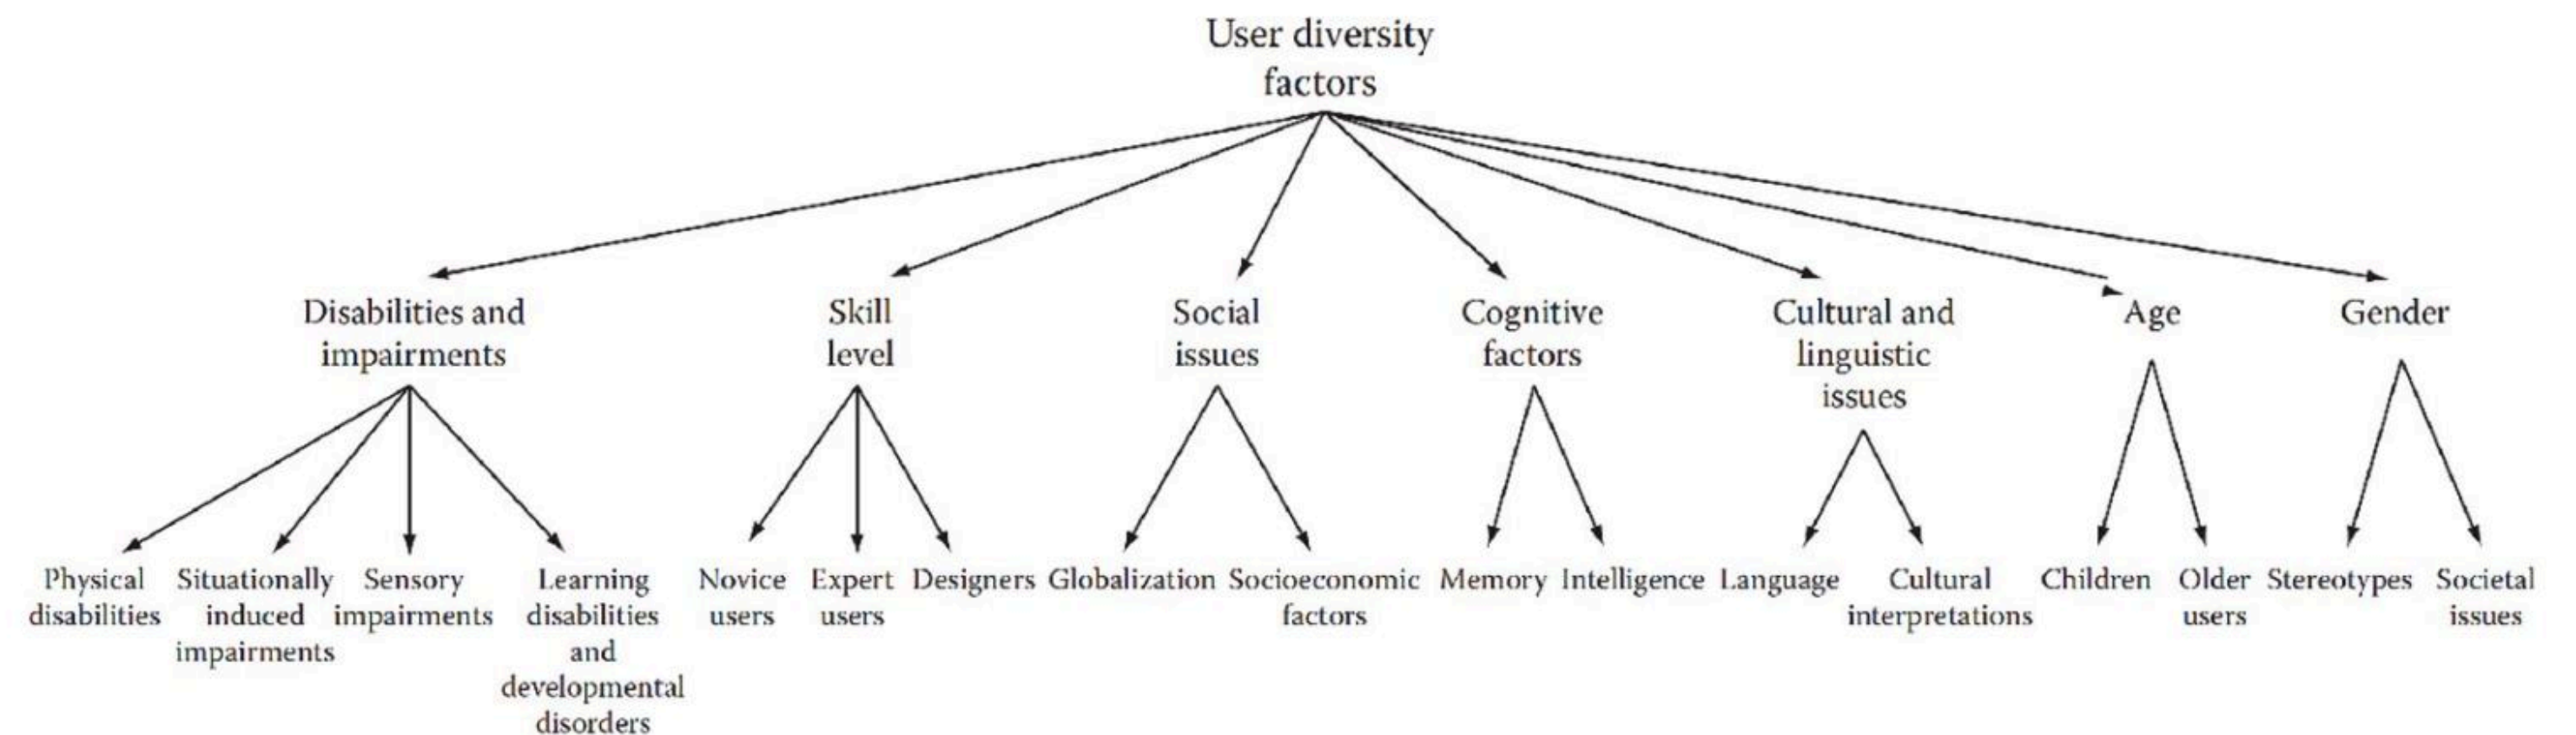 User diversity
factors
Disabilities and
impairments
Skill
level
Social
issues
Cognitive
factors
Cultural and
linguistic
issues
Age
Gender
Physical
disabilities
Situationally
induced
impairments
Sensory
impairments
Learning
disabilities
and
developmental
disorders
Novice
users
Expert
users
Designers
Globalization
Socioeconomic
factors
Memory
Intelligence
Language
Cultural
interpretations
Children
Older
users
Stereotypes
Societal
issues